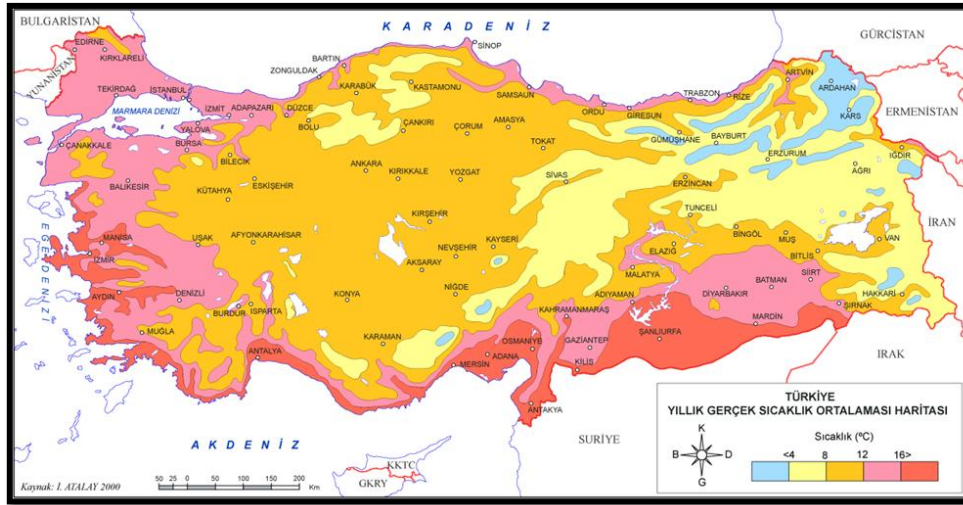 BULGARİSTAN
K A R A D E N İ Z
GÜRCİSTAN
EDİRNE
KIRKLARELİ
YUNANİSTAN
SİNOP
BARTIN
ZONGULDAK
ARTVİN
TEKİRDAĞ
İSTANBUL
KARABÜK
KASTAMONU
SAMSUN
ARDAHAN
MARMARA DENİZİ
İZMİT
ADAPAZARI
DÜZCE
BOLU
ORDU
GİRESUN
TRABZON
RİZE
KARS
ERMENİSTAN
YALOVA
BURSA
ÇANKIRI
ÇORUM
AMASYA
TOKAT
GÜMÜŞHANE
BAYBURT
ÇANAKKALE
BİLECİK
ERZURUM
IĞDIR
BALIKESİR
ESKİŞEHİR
ANKARA
KIRIKKALE
YOZGAT
SİVAS
ERZİNCAN
AĞRI
KÜTAHYA
TUNCELİ
İRAN
E G E D E N İ Z İ
KIRŞEHİR
MANİSA
UŞAK
AFYONKARAHİSAR
NEVŞEHİR
KAYSERİ
ELAZIĞ
BİNGÖL
MUŞ
VAN
İZMİR
AKSARAY
MALATYA
BİTLİS
AYDIN
DENİZLİ
KONYA
NİĞDE
ADIYAMAN
DİYARBAKIR
BATMAN
SİİRT
HAKKARİ
BURDUR
ISPARTA
KAHRAMANMARAŞ
ŞIRNAK
MUĞLA
KARAMAN
OSMANİYE
GAZİANTEP
ŞANLIURFA
MARDİN
ANTALYA
MERSİN
ADANA
KİLİS
IRAK
ANTAKYA
TÜRKİYE
YILLIK GERÇEK SICAKLIK ORTALAMASI HARİTASI
A K D E N İ Z
SURİYE
K
B
D
G
Sıcaklık (ºC)
<4 8 12 16>
KKTC
GKRY
Kaynak: İ. ATALAY 2000
50 25 0 50 100 150 200
Km